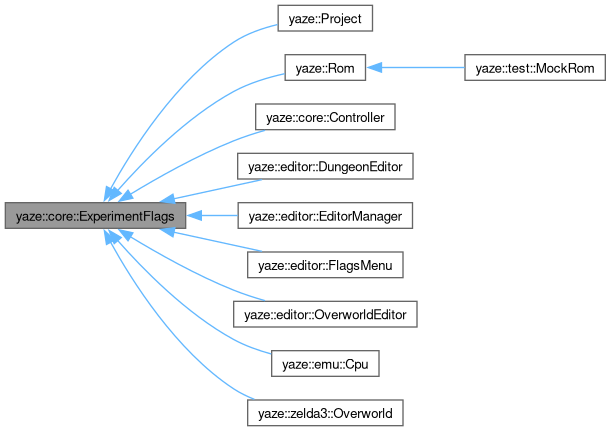 yaze::Project
yaze::Rom
yaze::test::MockRom
yaze::core::Controller
yaze::editor::DungeonEditor
yaze::core::ExperimentFlags
yaze::editor::EditorManager
yaze::editor::FlagsMenu
yaze::editor::OverworldEditor
yaze::emu::Cpu
yaze::zelda3::Overworld